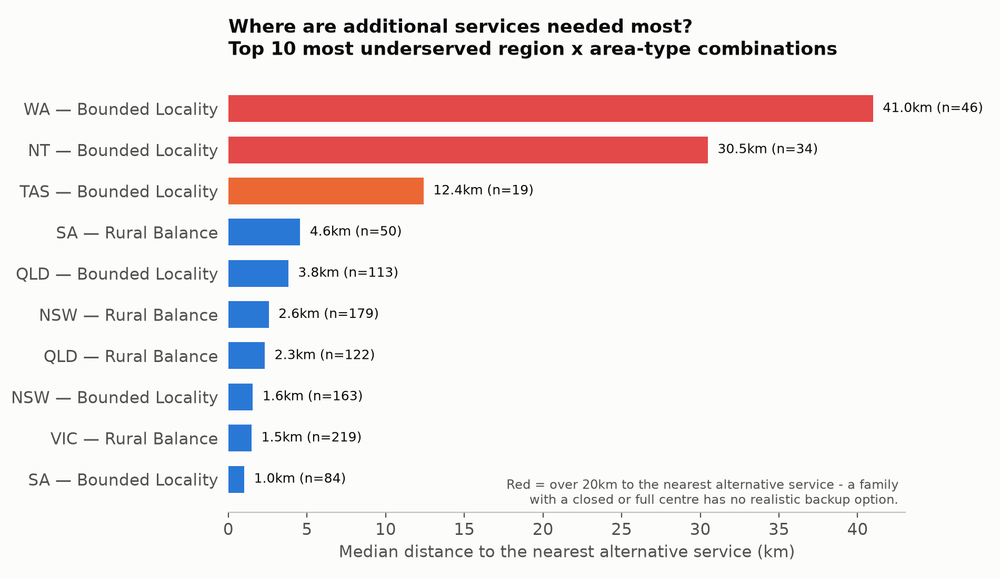 Where are additional services needed most?
Top 10 most underserved region x area-type combinations
WA — Bounded Locality
41.0km (n=46)
NT — Bounded Locality
30.5km (n=34)
TAS — Bounded Locality
12.4km (n=19)
SA — Rural Balance
4.6km (n=50)
QLD — Bounded Locality
3.8km (n=113)
NSW — Rural Balance
2.6km (n=179)
QLD — Rural Balance
2.3km (n=122)
NSW — Bounded Locality
1.6km (n=163)
VIC — Rural Balance
1.5km (n=219)
SA — Bounded Locality
1.0km (n=84)
Red = over 20km to the nearest alternative service - a family
with a closed or full centre has no realistic backup option.
0 5 10 15 20 25 30 35 40
Median distance to the nearest alternative service (km)